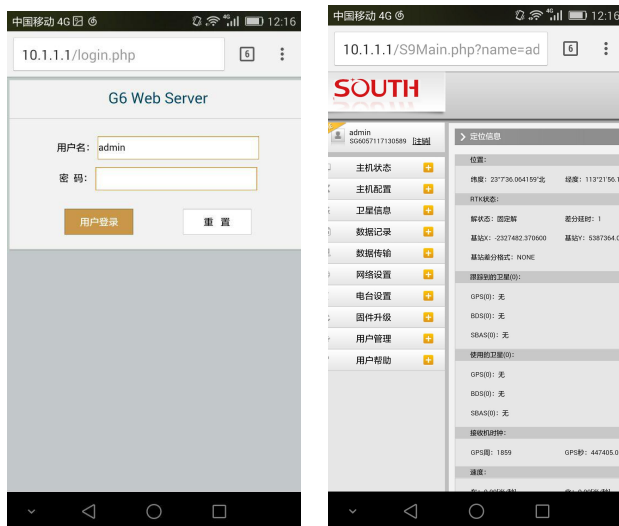 中国移动 4G
12:16
10.1.1.1/login.php
6
G6 Web Server
用户名: admin
密 码:
用户登录
重 置
中国移动 4G
12:16
10.1.1.1/S9Main.php?name=ad
6
SOUTH
admin
SG6057117130589 [注销]
主机状态
主机配置
卫星信息
数据记录
数据传输
网络设置
电台设置
固件升级
用户管理
用户帮助
定位信息
位置:
纬度: 23°7'36.064159"北 经度: 113°21'56.1
RTK状态:
解状态: 固定解 差分延时: 1
基站X: -2327482.370600 基站Y: 5387364.0
基站差分格式: NONE
跟踪到的卫星(0):
GPS(0): 无
BDS(0): 无
SBAS(0): 无
使用的卫星(0):
GPS(0): 无
BDS(0): 无
SBAS(0): 无
接收机时钟:
GPS周: 1859 GPS秒: 447405.0
速度: